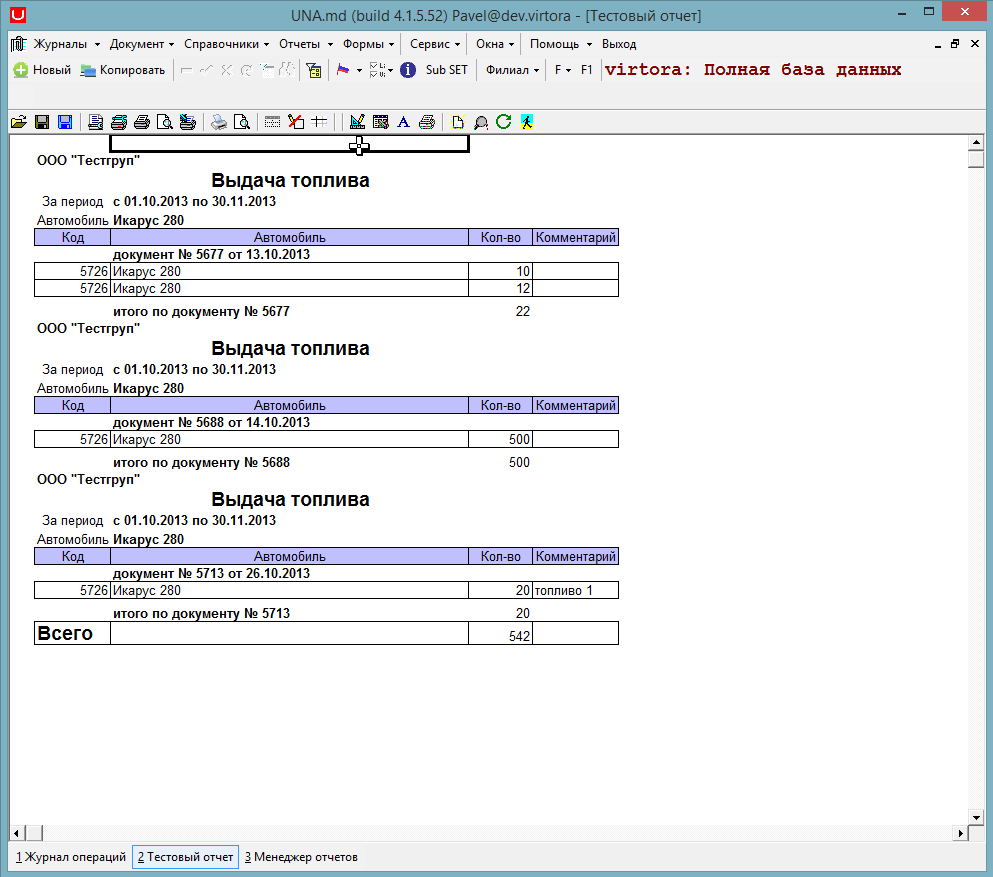 UNA.md (build 4.1.5.52) Pavel@dev.virtora - [Тестовый отчет]
Журналы Документ Справочники Отчеты Формы Сервис Окна Помощь Выход
Новый Копировать Sub SET Филиал F F1 virtora: Полная база данных
ООО "Тестгруп"
Выдача топлива
За период с 01.10.2013 по 30.11.2013
Автомобиль Икарус 280
Код Автомобиль Кол-во Комментарий
документ № 5677 от 13.10.2013
5726 Икарус 280 10
5726 Икарус 280 12
итого по документу № 5677 22
ООО "Тестгруп"
Выдача топлива
За период с 01.10.2013 по 30.11.2013
Автомобиль Икарус 280
Код Автомобиль Кол-во Комментарий
документ № 5688 от 14.10.2013
5726 Икарус 280 500
итого по документу № 5688 500
ООО "Тестгруп"
Выдача топлива
За период с 01.10.2013 по 30.11.2013
Автомобиль Икарус 280
Код Автомобиль Кол-во Комментарий
документ № 5713 от 26.10.2013
5726 Икарус 280 20 топливо 1
итого по документу № 5713 20
Всего 542
1 Журнал операций 2 Тестовый отчет 3 Менеджер отчетов